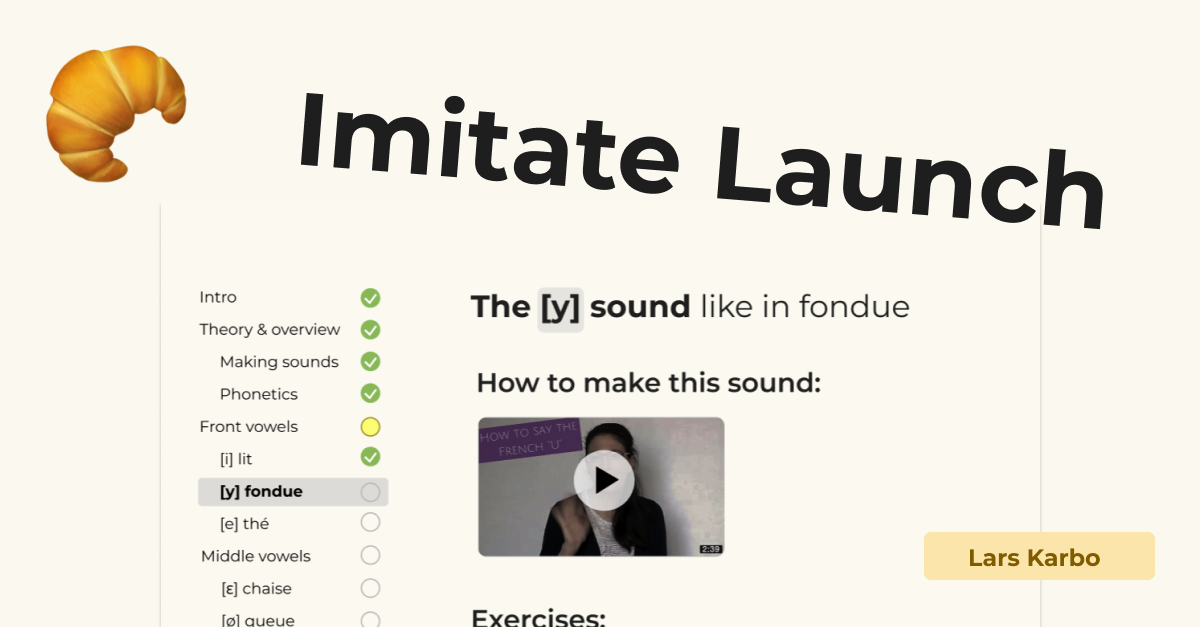 Imitate Launch
Intro
Theory & overview
Making sounds
Phonetics
Front vowels
[i] lit
[y] fondue
[e] thé
Middle vowels
[ɛ] chaise
[ø] queue
The [y] sound like in fondue
How to make this sound:
HOW TO SAY THE
FRENCH "U"
2:39
Exercises:
Lars Karbo